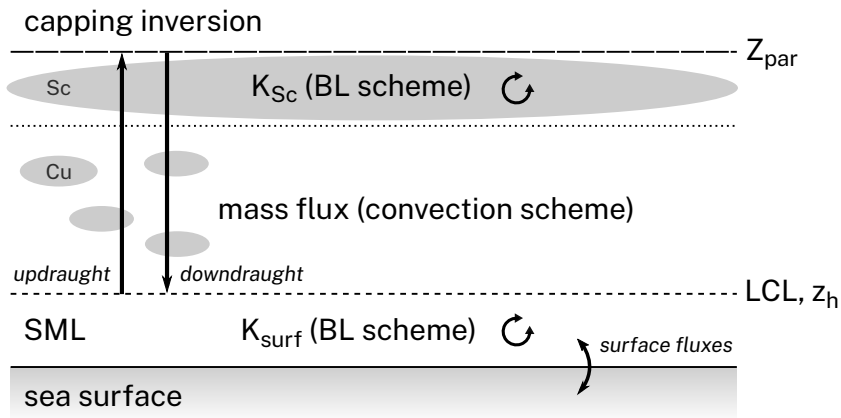 capping inversion
Z_par
Sc
K_Sc (BL scheme)
Cu
mass flux (convection scheme)
updraught
downdraught
LCL, z_h
SML
K_surf (BL scheme)
surface fluxes
sea surface